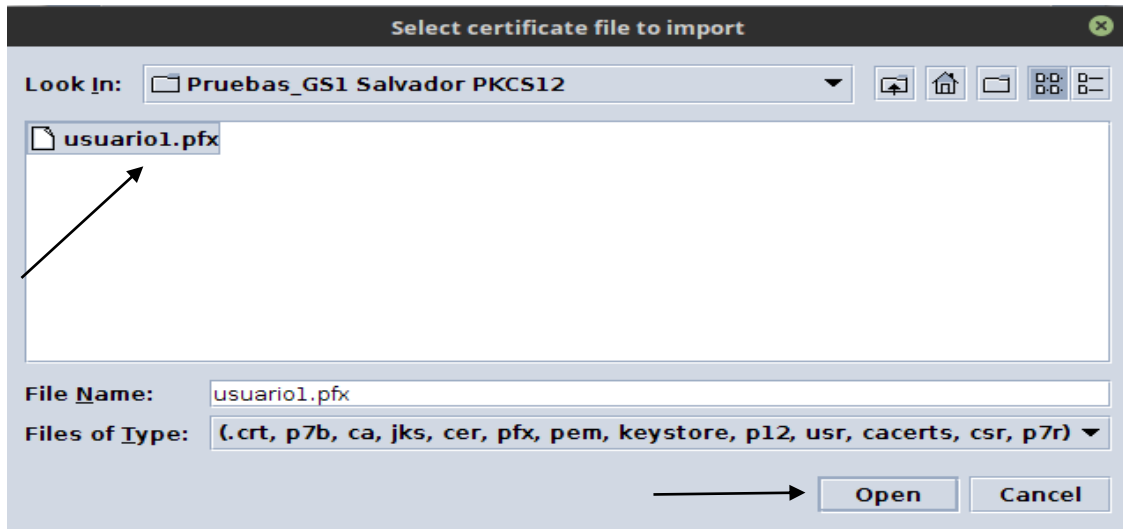 Select certificate file to import
Look In: Pruebas_GS1 Salvador PKCS12
usuario1.pfx
File Name: usuario1.pfx
Files of Type: (.crt, p7b, ca, jks, cer, pfx, pem, keystore, p12, usr, cacerts, csr, p7r)
Open Cancel